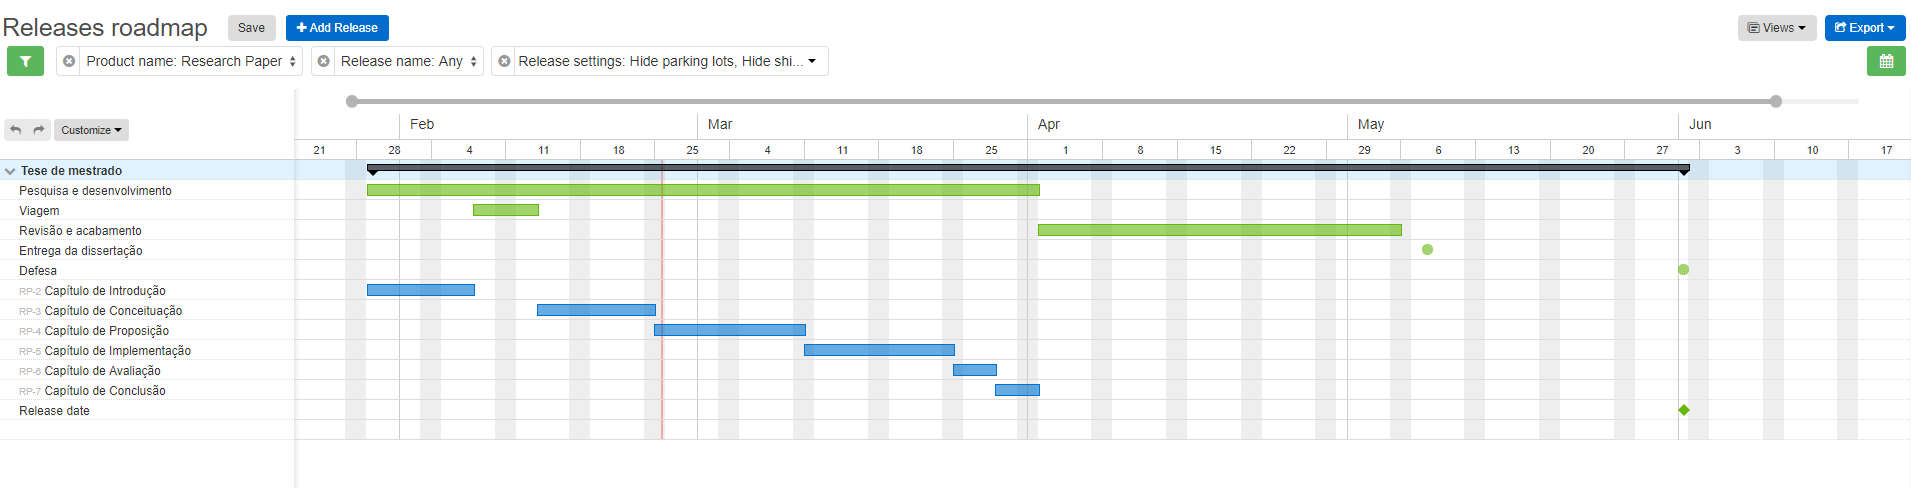 Releases roadmap Save Add Release Views Export
Product name: Research Paper Release name: Any Release settings: Hide parking lots, Hide shi...
Customize Feb Mar Apr May Jun
21 28 4 11 18 25 4 11 18 25 1 8 15 22 29 6 13 20 27 3 10 17
Tese de mestrado
Pesquisa e desenvolvimento
Viagem
Revisão e acabamento
Entrega da dissertação
Defesa
RP-2 Capítulo de Introdução
RP-3 Capítulo de Conceituação
RP-4 Capítulo de Proposição
RP-5 Capítulo de Implementação
RP-6 Capítulo de Avaliação
RP-7 Capítulo de Conclusão
Release date